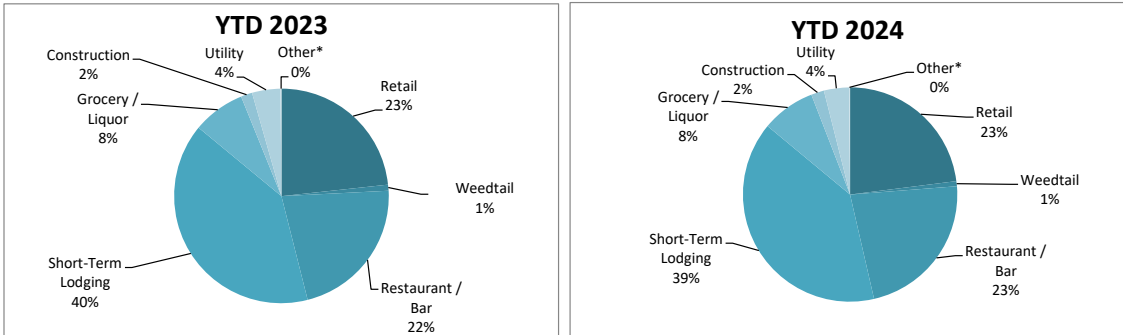 YTD 2023
Construction
2%
Utility
4%
Other*
0%
Retail
23%
Grocery /
Liquor
8%
Weedtail
1%
Short-Term
Lodging
40%
Restaurant /
Bar
22%
YTD 2024
Construction
2%
Utility
4%
Other*
0%
Grocery /
Liquor
8%
Retail
23%
Weedtail
1%
Short-Term
Lodging
39%
Restaurant /
Bar
23%